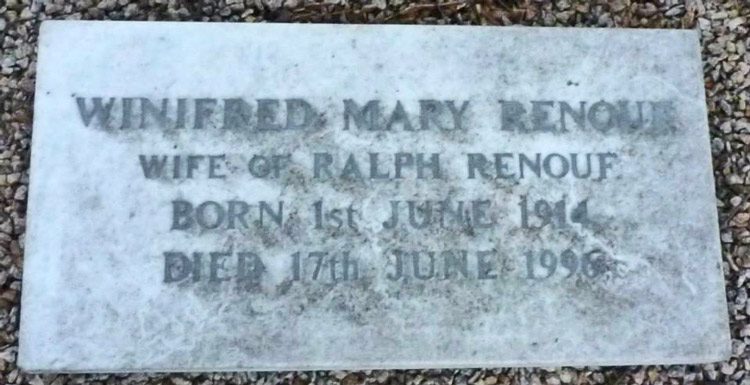 WINIFRED MARY RENOUF
WIFE OF RALPH RENOUF
BORN 1st JUNE 1914
DIED 17th JUNE 1996